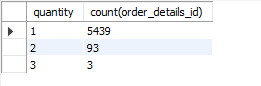 quantity count(order_details_id)
1 5439
2 93
3 3